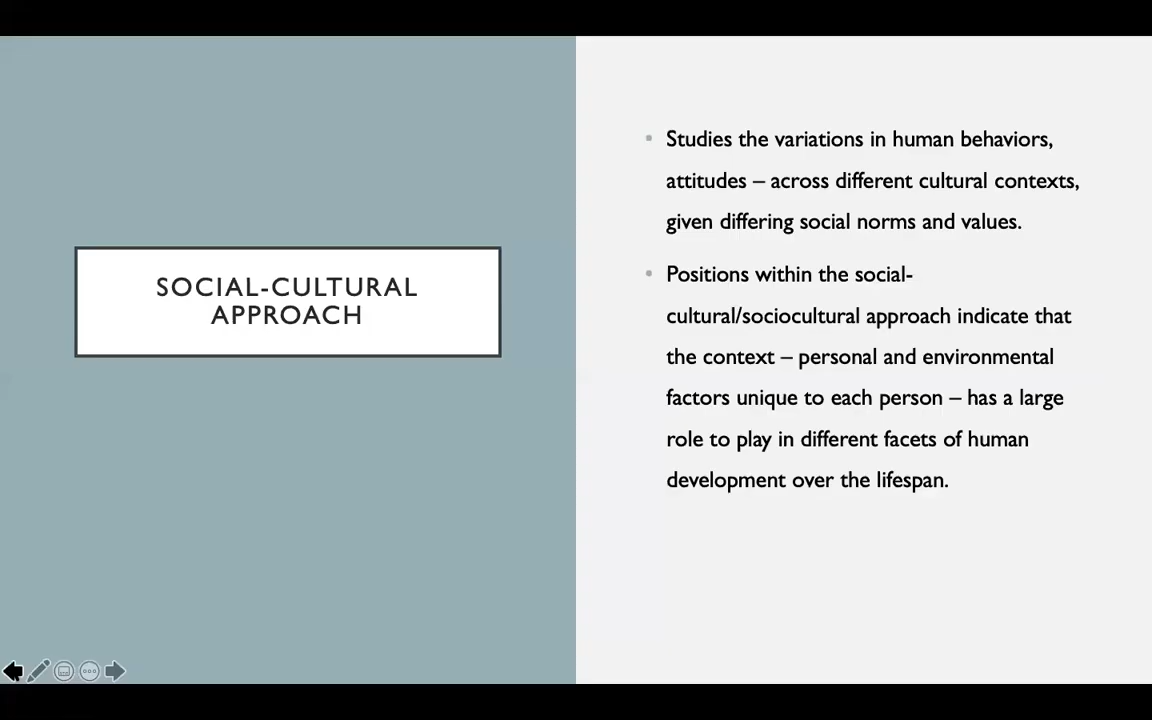 SOCIAL-CULTURAL
APPROACH
• Studies the variations in human behaviors,
attitudes – across different cultural contexts,
given differing social norms and values.
• Positions within the social-
cultural/sociocultural approach indicate that
the context – personal and environmental
factors unique to each person – has a large
role to play in different facets of human
development over the lifespan.